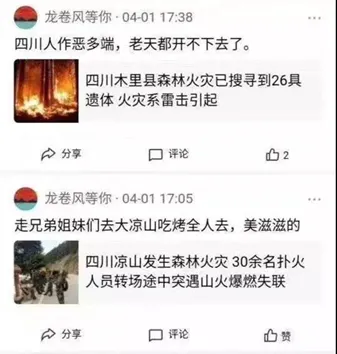 龙卷风等你 · 04-01 17:38
四川人作恶多端，老天都开不下去了。
四川木里县森林火灾已搜寻到26具
遗体 火灾系雷击引起
分享 评论 2
龙卷风等你 · 04-01 17:05
走兄弟姐妹们去大凉山吃烤全人去，美滋滋的
四川凉山发生森林火灾 30余名扑火
人员转场途中突遇山火爆燃失联
分享 评论 赞